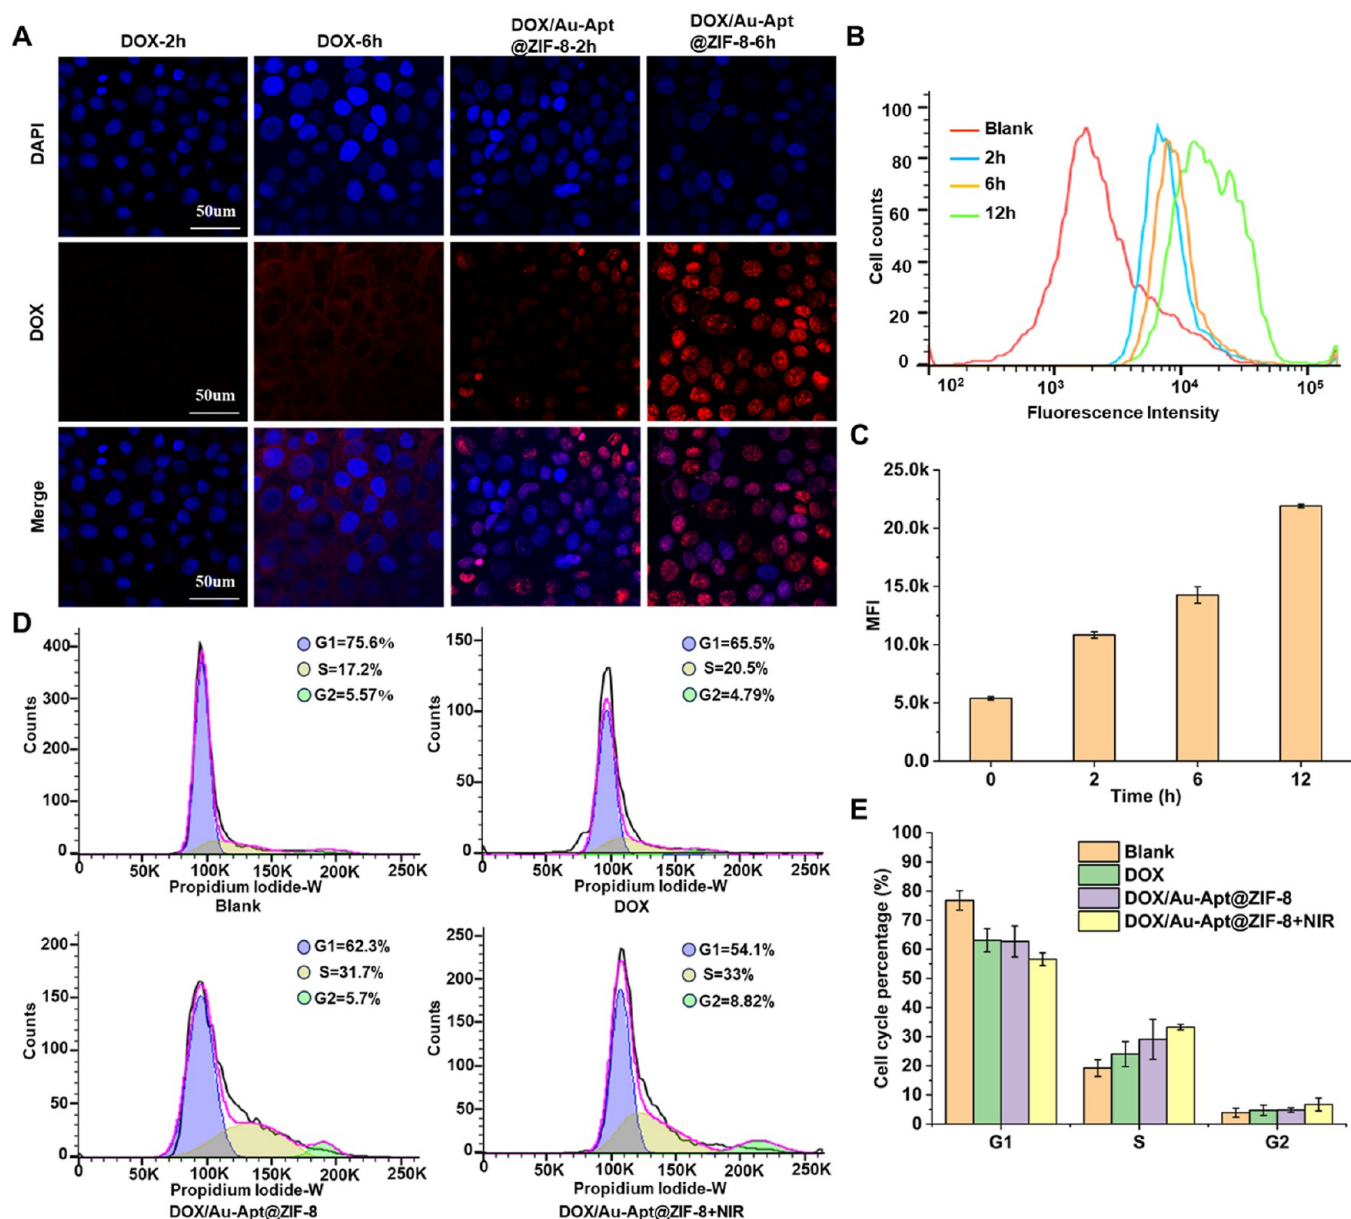 A
DOX-2h
DOX-6h
DOX/Au-Apt
@ZIF-8-2h
DOX/Au-Apt
@ZIF-8-6h
DAPI
50um
DOX
50um
Merge
50um
B
Cell counts
100
80
60
40
20
0
Blank
2h
6h
12h
10²
10³
10⁴
10⁵
Fluorescence Intensity
C
MFI
25.0k
20.0k
15.0k
10.0k
5.0k
0.0
0
2
6
12
Time (h)
D
Counts
400
300
200
100
0
G1=75.6%
S=17.2%
G2=5.57%
0
50K
100K
150K
200K
250K
Propidium Iodide-W
Blank
Counts
150
100
50
0
G1=65.5%
S=20.5%
G2=4.79%
0
50K
100K
150K
200K
250K
Propidium Iodide-W
DOX
Counts
200
150
100
50
0
G1=62.3%
S=31.7%
G2=5.7%
0
50K
100K
150K
200K
250K
Propidium Iodide-W
DOX/Au-Apt@ZIF-8
Counts
250
200
150
100
50
0
G1=54.1%
S=33%
G2=8.82%
0
50K
100K
150K
200K
250K
Propidium Iodide-W
DOX/Au-Apt@ZIF-8+NIR
E
Cell cycle percentage (%)
100
90
80
70
60
50
40
30
20
10
0
Blank
DOX
DOX/Au-Apt@ZIF-8
DOX/Au-Apt@ZIF-8+NIR
G1
S
G2